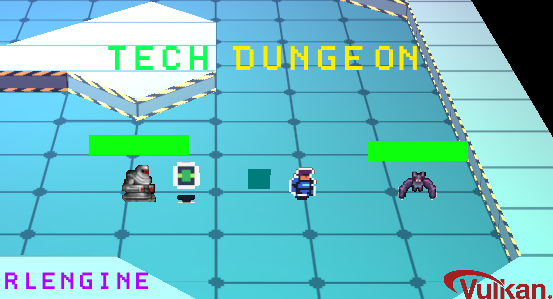 TECH DUNGEON
RLENGINE
Vulkan.